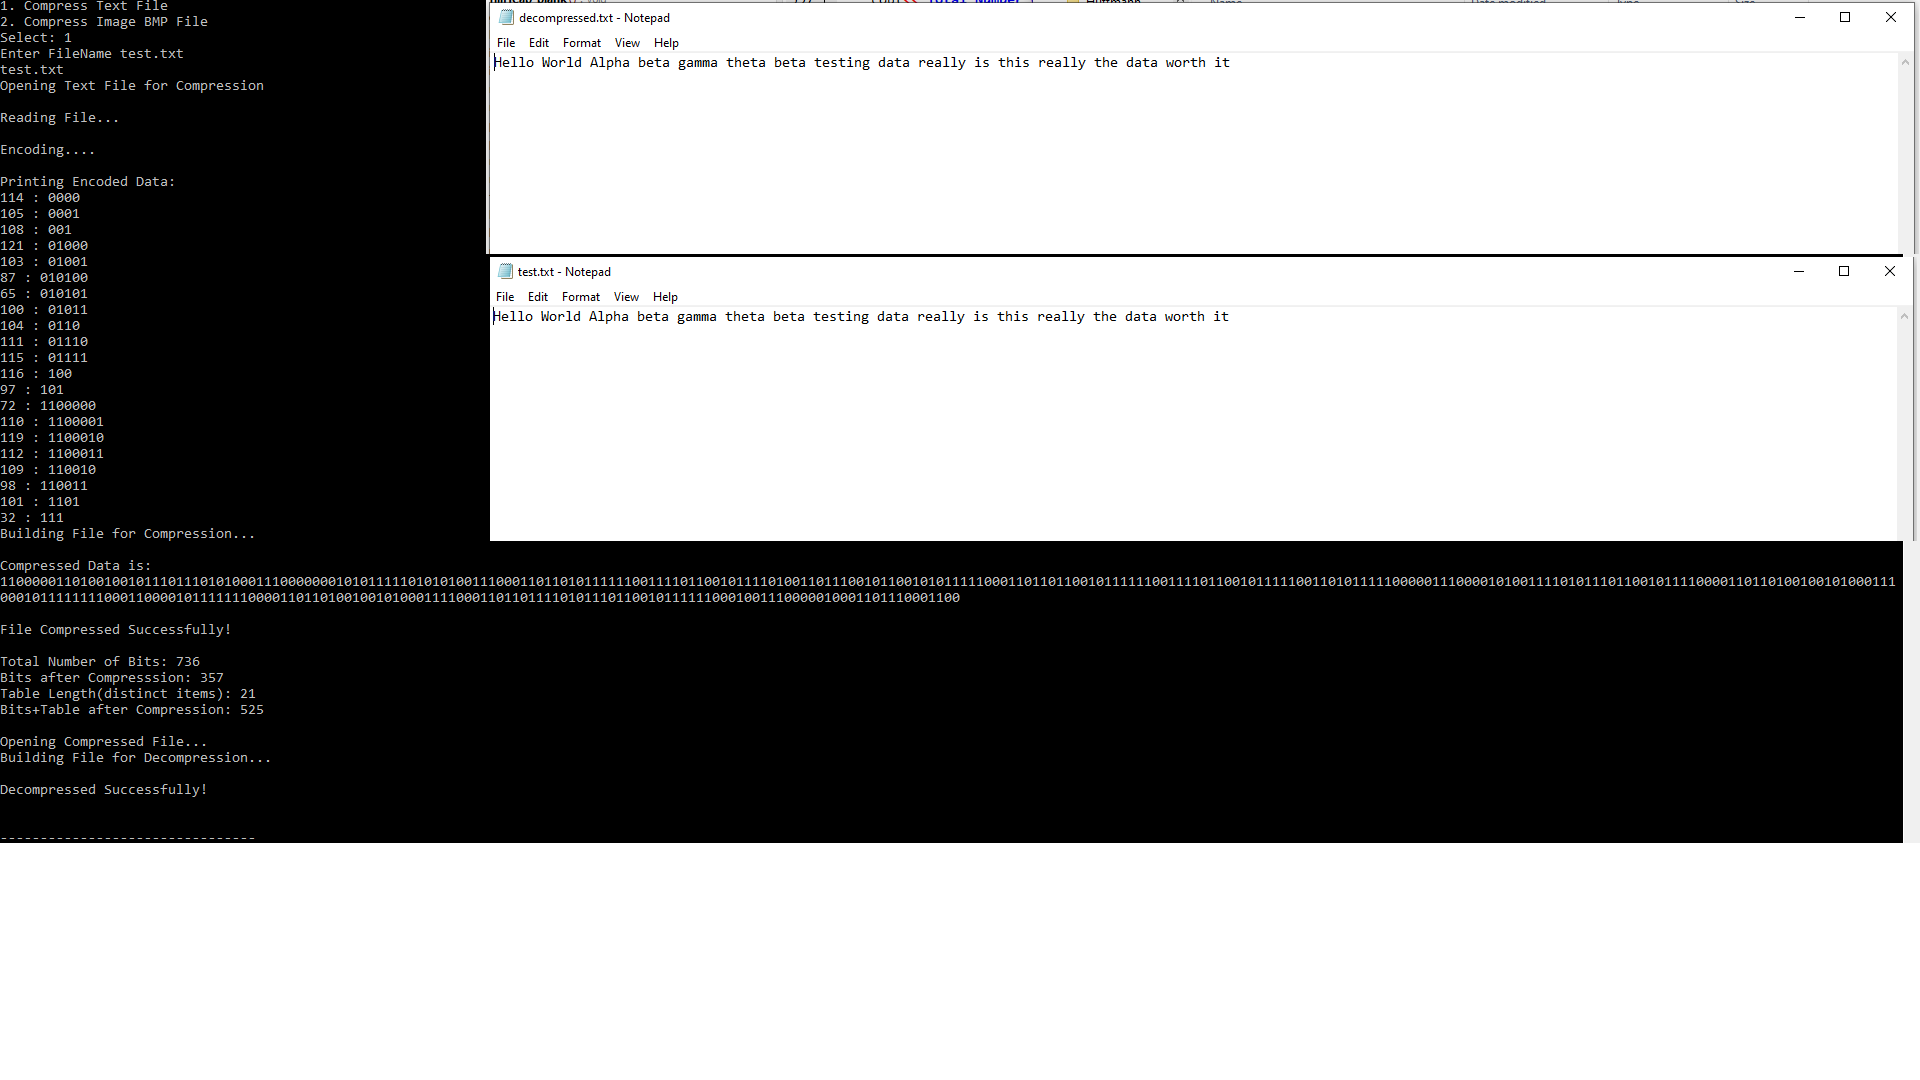 1. Compress Text File
2. Compress Image BMP File
Select: 1
Enter FileName test.txt
test.txt
Opening Text File for Compression
Reading File...
Encoding....
Printing Encoded Data:
114 : 0000
105 : 0001
108 : 001
121 : 01000
103 : 01001
87 : 010100
65 : 010101
100 : 01011
104 : 0110
111 : 01110
115 : 01111
116 : 100
97 : 101
72 : 1100000
110 : 1100001
119 : 1100010
112 : 1100011
109 : 110010
98 : 110011
101 : 1101
32 : 111
Building File for Compression...
Compressed Data is:
File Compressed Successfully!
Total Number of Bits: 736
Bits after Compresssion: 357
Table Length(distinct items): 21
Bits+Table after Compression: 525
Opening Compressed File...
Building File for Decompression...
Decompressed Successfully!
--------------------------------
decompressed.txt - Notepad
File Edit Format View Help
Hello World Alpha beta gamma theta beta testing data really is this really the data worth it
test.txt - Notepad
File Edit Format View Help
Hello World Alpha beta gamma theta beta testing data really is this really the data worth it